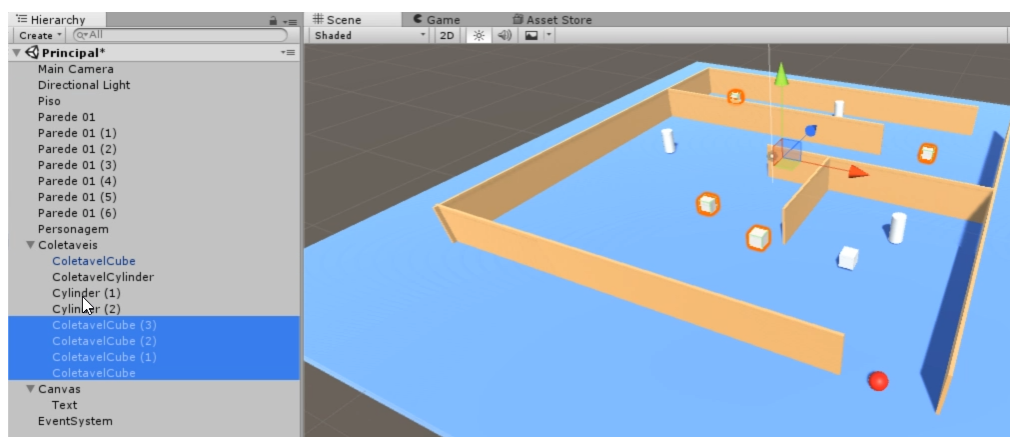 Hierarchy
Create
All
Principal*
Main Camera
Directional Light
Piso
Parede 01
Parede 01 (1)
Parede 01 (2)
Parede 01 (3)
Parede 01 (4)
Parede 01 (5)
Parede 01 (6)
Personagem
Coletaveis
ColetavelCube
ColetavelCylinder
Cylinder (1)
Cylinder (2)
ColetavelCube (3)
ColetavelCube (2)
ColetavelCube (1)
ColetavelCube
Canvas
Text
EventSystem
Scene Game Asset Store
Shaded 2D